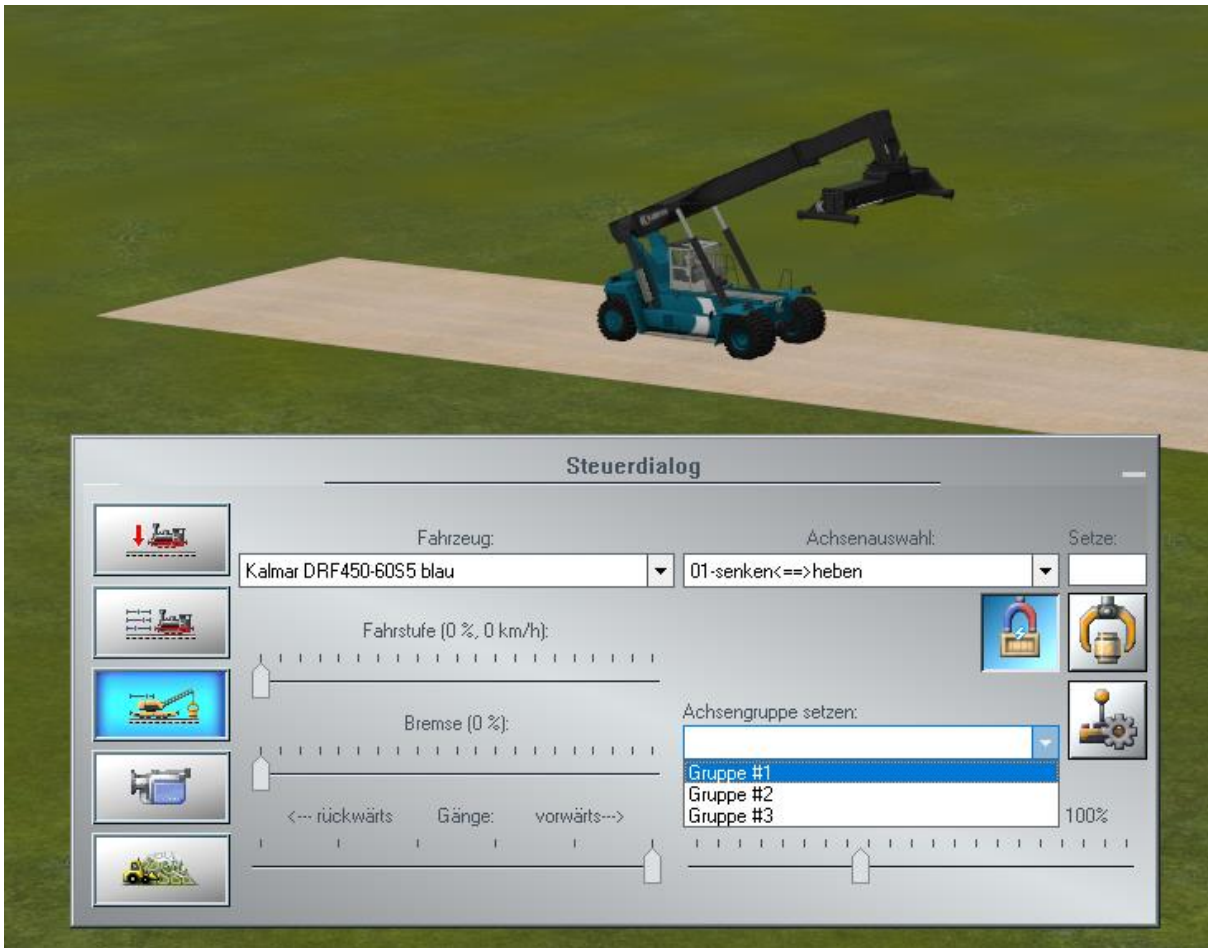 Steuerdialog
Fahrzeug:
Achsenauswahl:
Setze:
Kalmar DRF450-60S5 blau
01-senken<==>heben
Fahrstufe (0 %, 0 km/h):
Achsengruppe setzen:
Bremse (0 %):
Gruppe #1
Gruppe #2
Gruppe #3
<--- rückwärts Gänge: vorwärts--->
100%